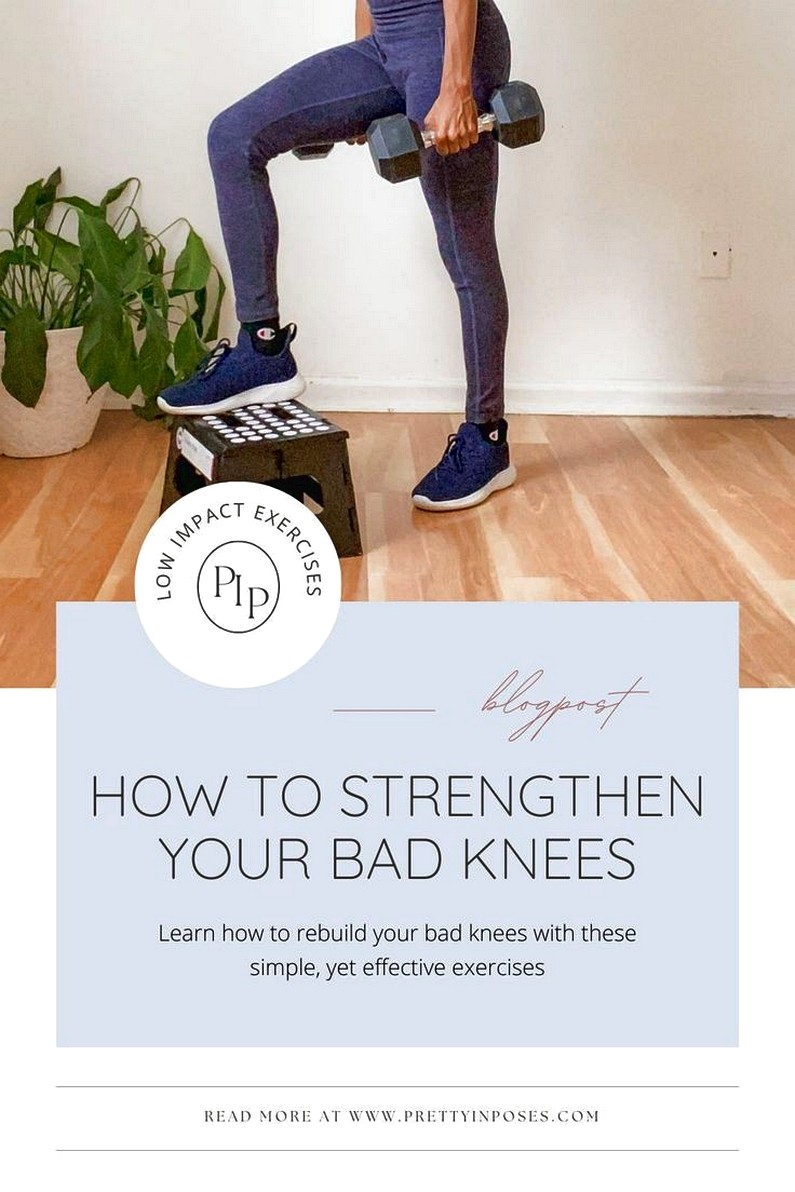 LOW IMPACT EXERCISES
PIP
blogpost
HOW TO STRENGTHEN
YOUR BAD KNEES
Learn how to rebuild your bad knees with these
simple, yet effective exercises
READ MORE AT WWW.PRETTYINPOSES.COM